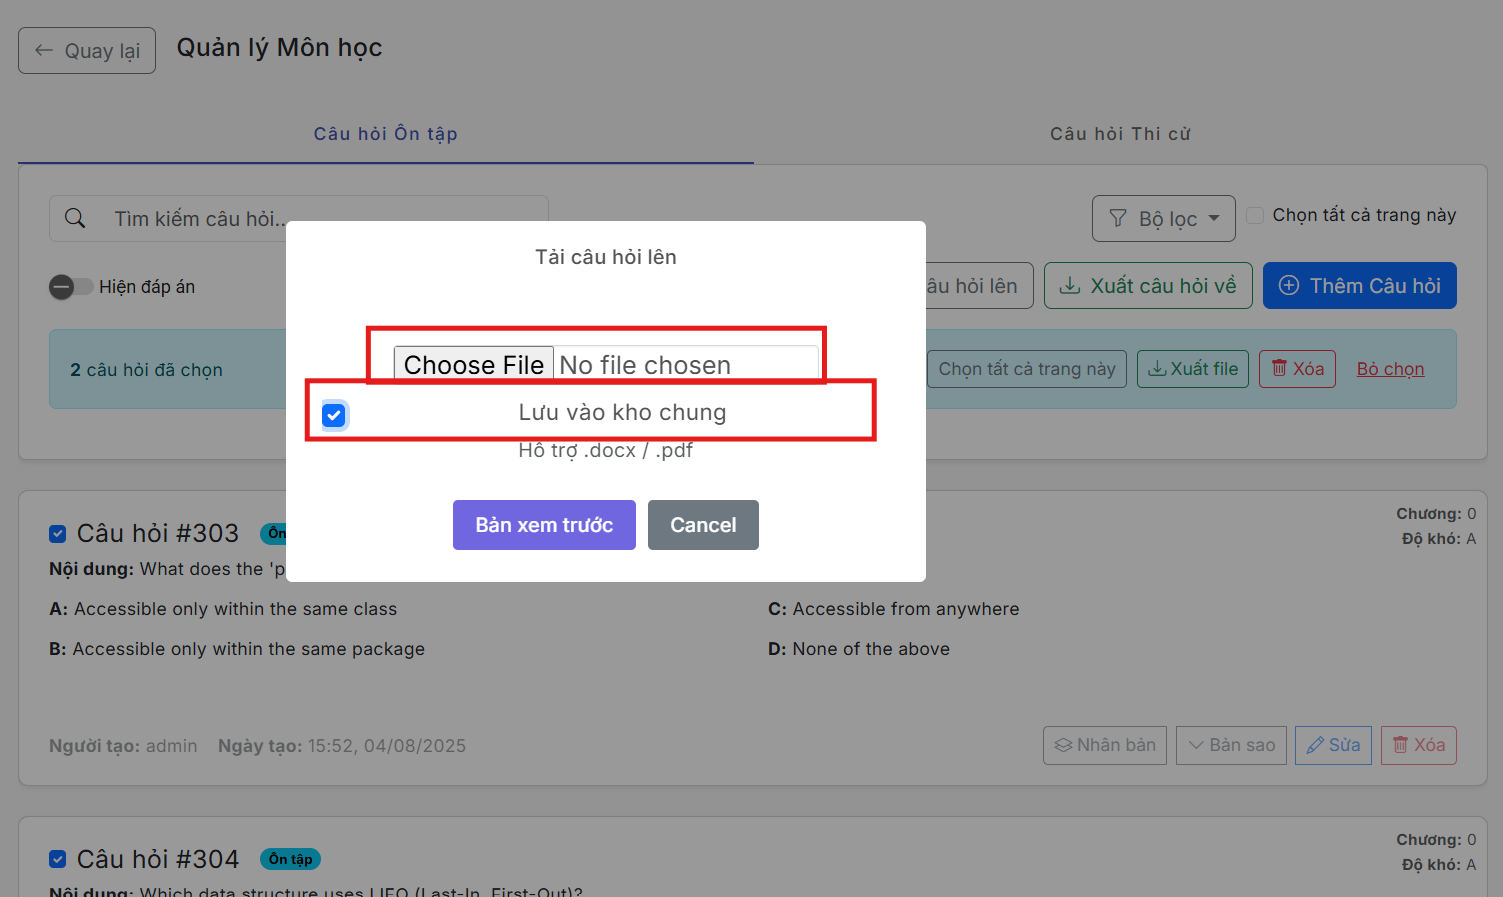 ← Quay lại
Quản lý Môn học
Câu hỏi Ôn tập
Câu hỏi Thi cử
Tìm kiếm câu hỏi..
Bộ lọc
Chọn tất cả trang này
Hiện đáp án
âu hỏi lên
Xuất câu hỏi về
Thêm Câu hỏi
2 câu hỏi đã chọn
Chọn tất cả trang này
Xuất file
Xóa
Bỏ chọn
Tải câu hỏi lên
Choose File No file chosen
Lưu vào kho chung
Hỗ trợ .docx / .pdf
Bản xem trước
Cancel
Câu hỏi #303 Ôn
Chương: 0
Độ khó: A
Nội dung: What does the 'p
A: Accessible only within the same class
C: Accessible from anywhere
B: Accessible only within the same package
D: None of the above
Người tạo: admin Ngày tạo: 15:52, 04/08/2025
Nhân bản
Bản sao
Sửa
Xóa
Câu hỏi #304 Ôn tập
Chương: 0
Độ khó: A
Nội dung: Which data structure uses LIFO (Last-In, First-Out)?